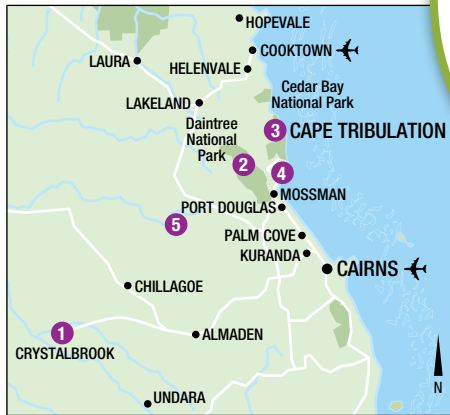 HOPEVALE
COOKTOWN
LAURA
HELENVALE
Cedar Bay
National Park
LAKELAND
Daintree
National
Park
3 CAPE TRIBULATION
2
4
MOSSMAN
PORT DOUGLAS
5
PALM COVE
KURANDA
CAIRNS
CHILLAGOE
1
CRYSTALBROOK
ALMADEN
UNDARA
N